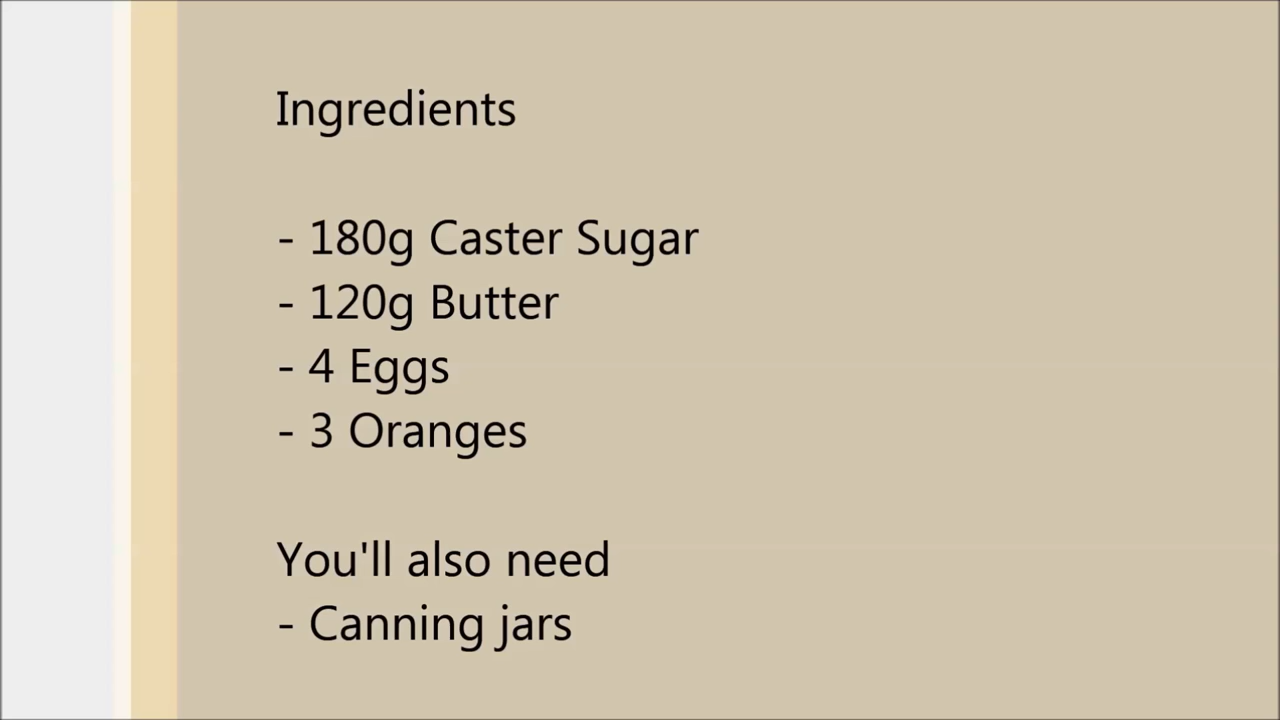 Ingredients
- 180g Caster Sugar
- 120g Butter
- 4 Eggs
- 3 Oranges
You'll also need
- Canning jars